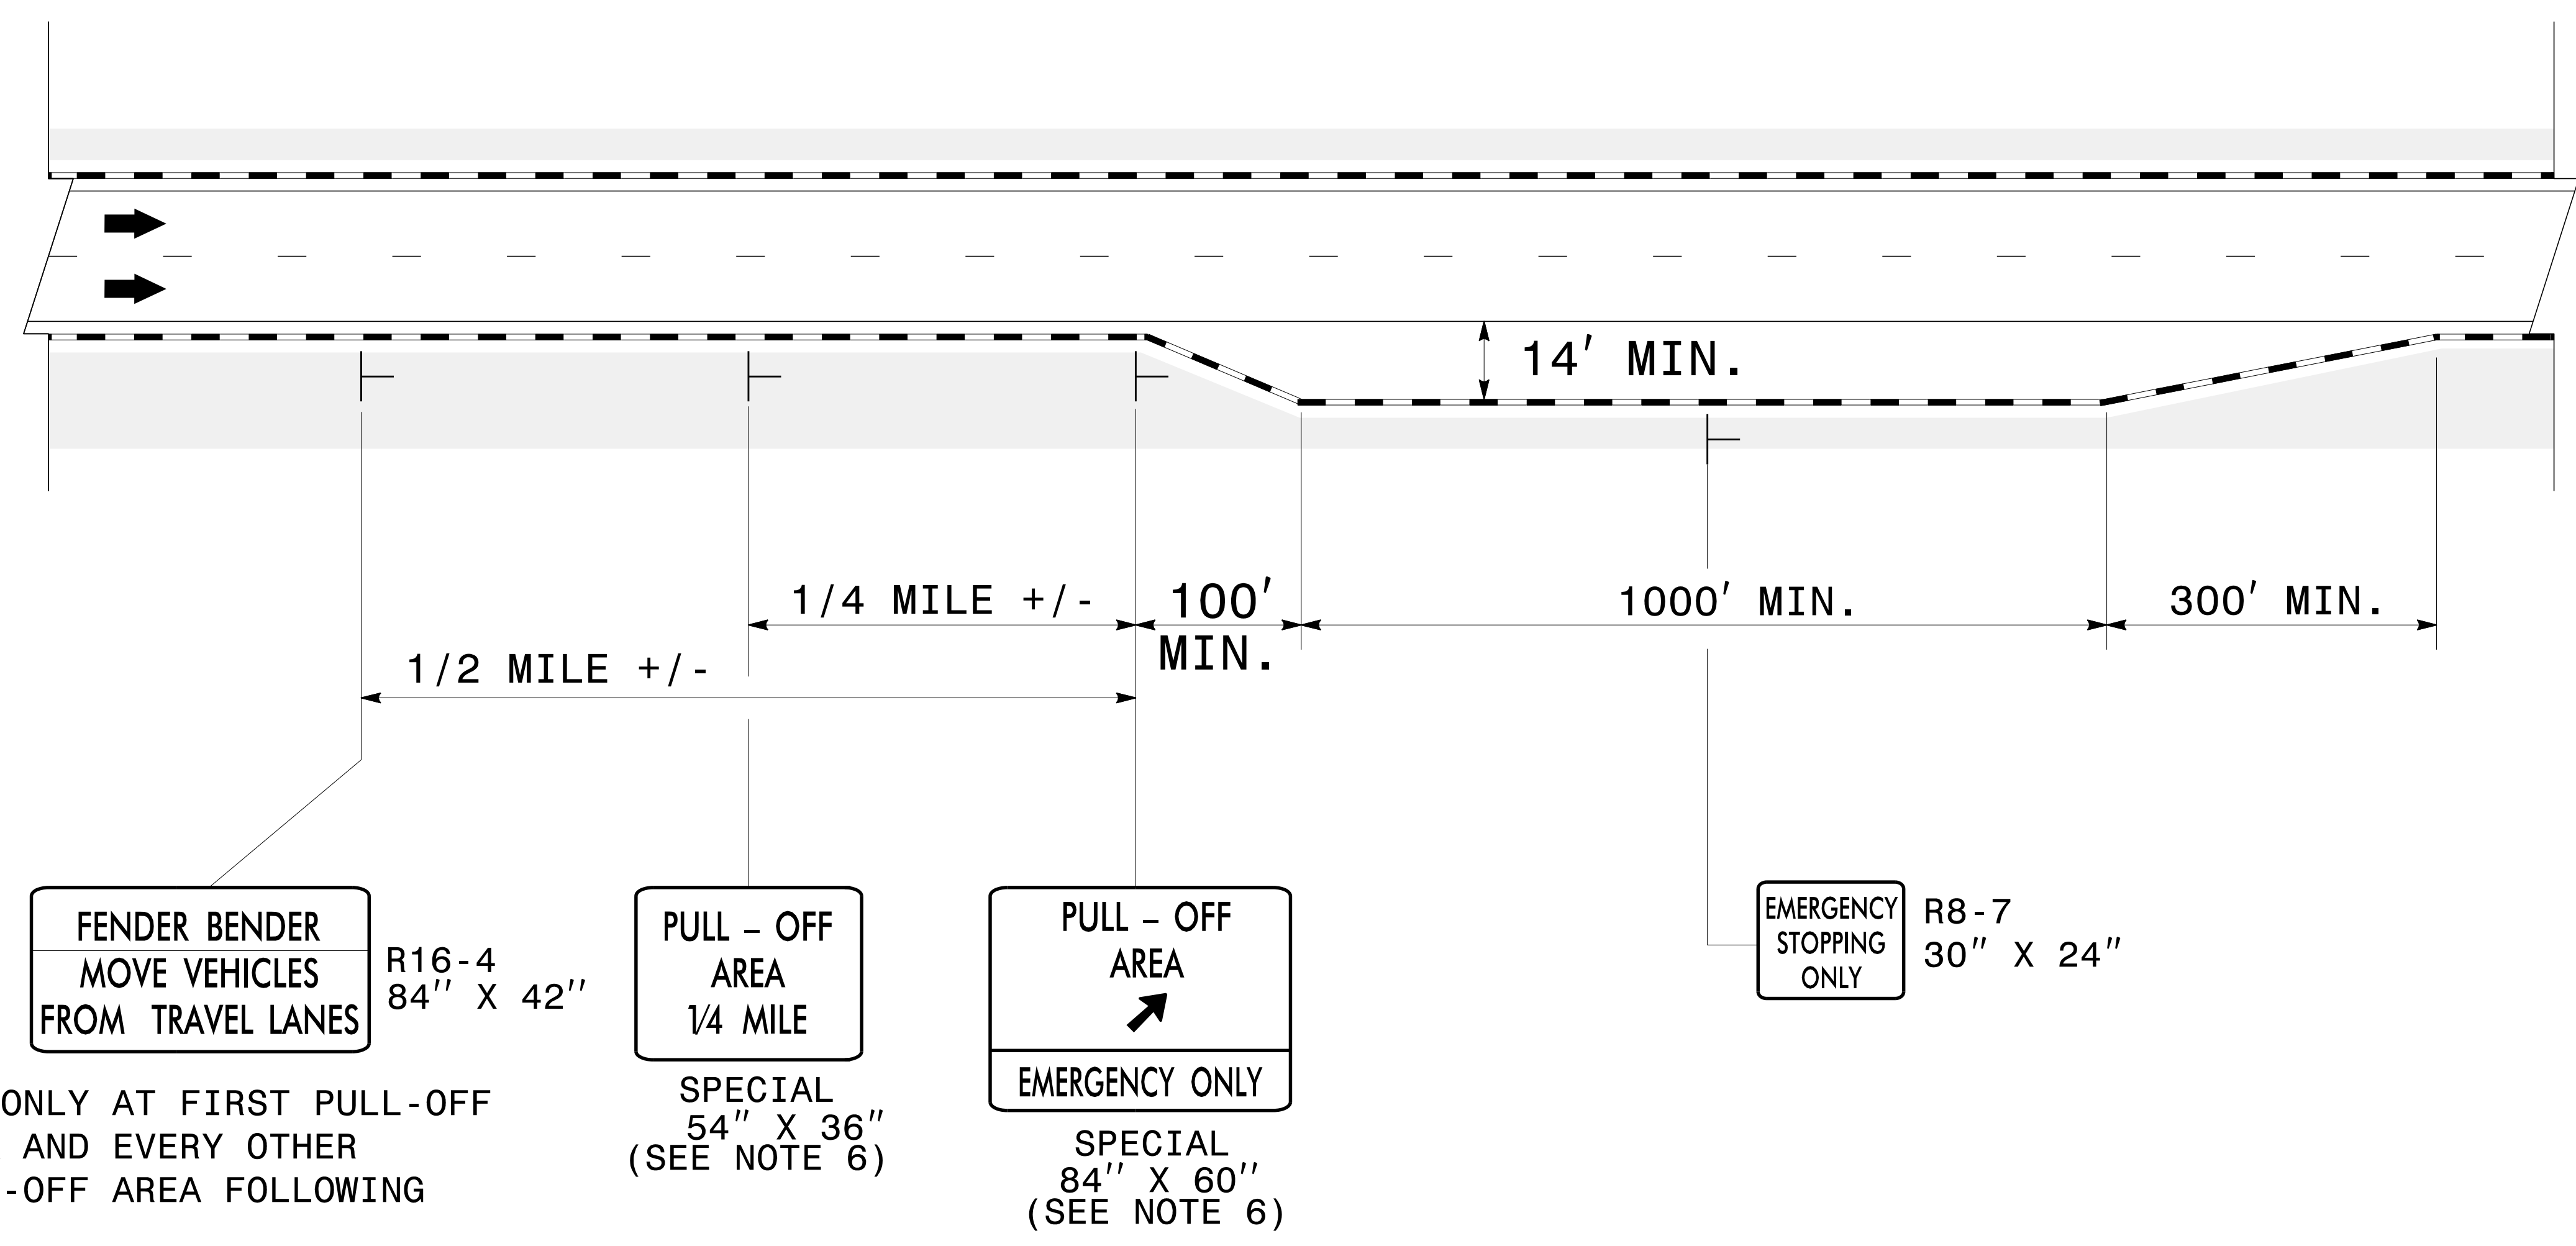 14' MIN.
1/4 MILE +/-
100'
MIN.
1000' MIN.
300' MIN.
1/2 MILE +/-
FENDER BENDER
MOVE VEHICLES
FROM TRAVEL LANES
R16-4
84" X 42"
ONLY AT FIRST PULL-OFF
AND EVERY OTHER
-OFF AREA FOLLOWING
PULL – OFF
AREA
1/4 MILE
SPECIAL
54" X 36"
(SEE NOTE 6)
PULL – OFF
AREA
EMERGENCY ONLY
SPECIAL
84" X 60"
(SEE NOTE 6)
EMERGENCY
STOPPING
ONLY
R8-7
30" X 24"